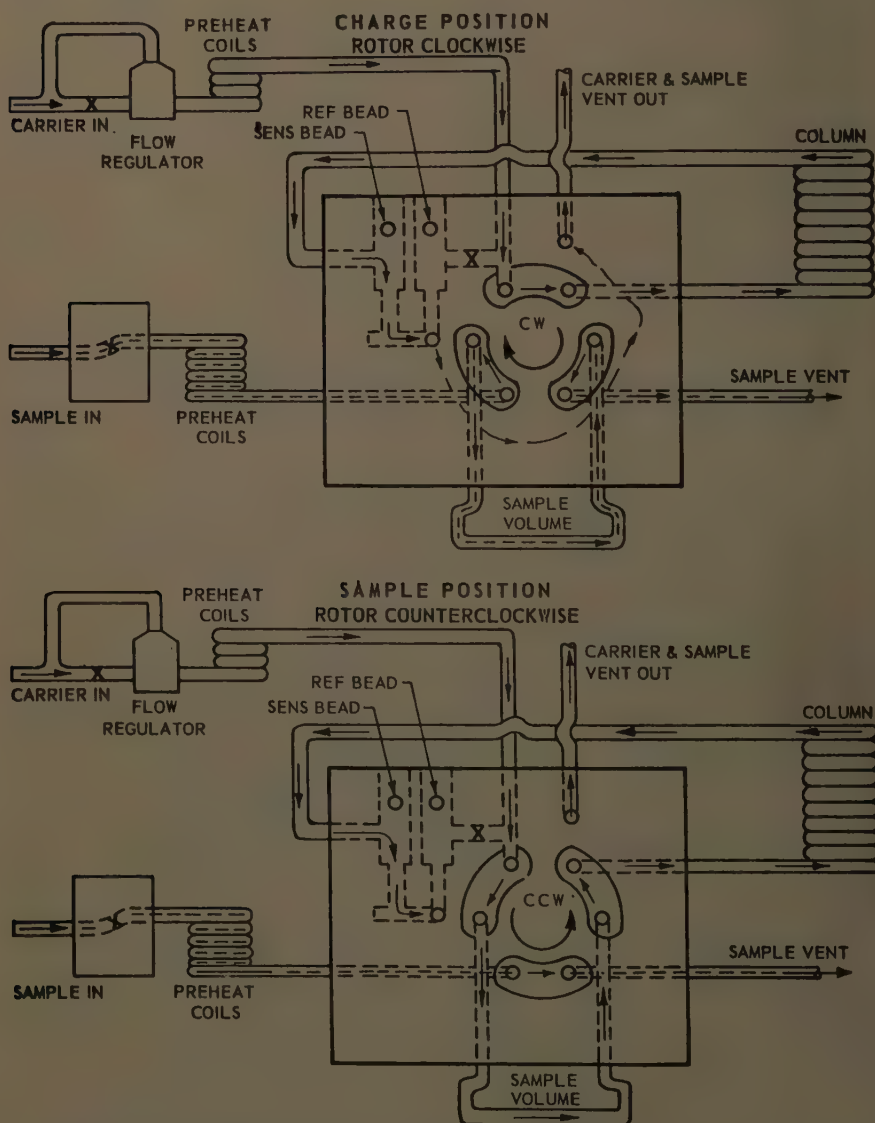 CHARGE POSITION
ROTOR CLOCKWISE
PREHEAT
COILS
CARRIER & SAMPLE
VENT OUT
CARRIER IN
FLOW
REGULATOR
REF BEAD
SENS BEAD
COLUMN
CW
SAMPLE IN
PREHEAT
COILS
SAMPLE VENT
SAMPLE
VOLUME
SAMPLE POSITION
ROTOR COUNTERCLOCKWISE
PREHEAT
COILS
CARRIER & SAMPLE
VENT OUT
CARRIER IN
FLOW
REGULATOR
REF BEAD
SENS BEAD
COLUMN
CCW
SAMPLE IN
PREHEAT
COILS
SAMPLE VENT
SAMPLE
VOLUME